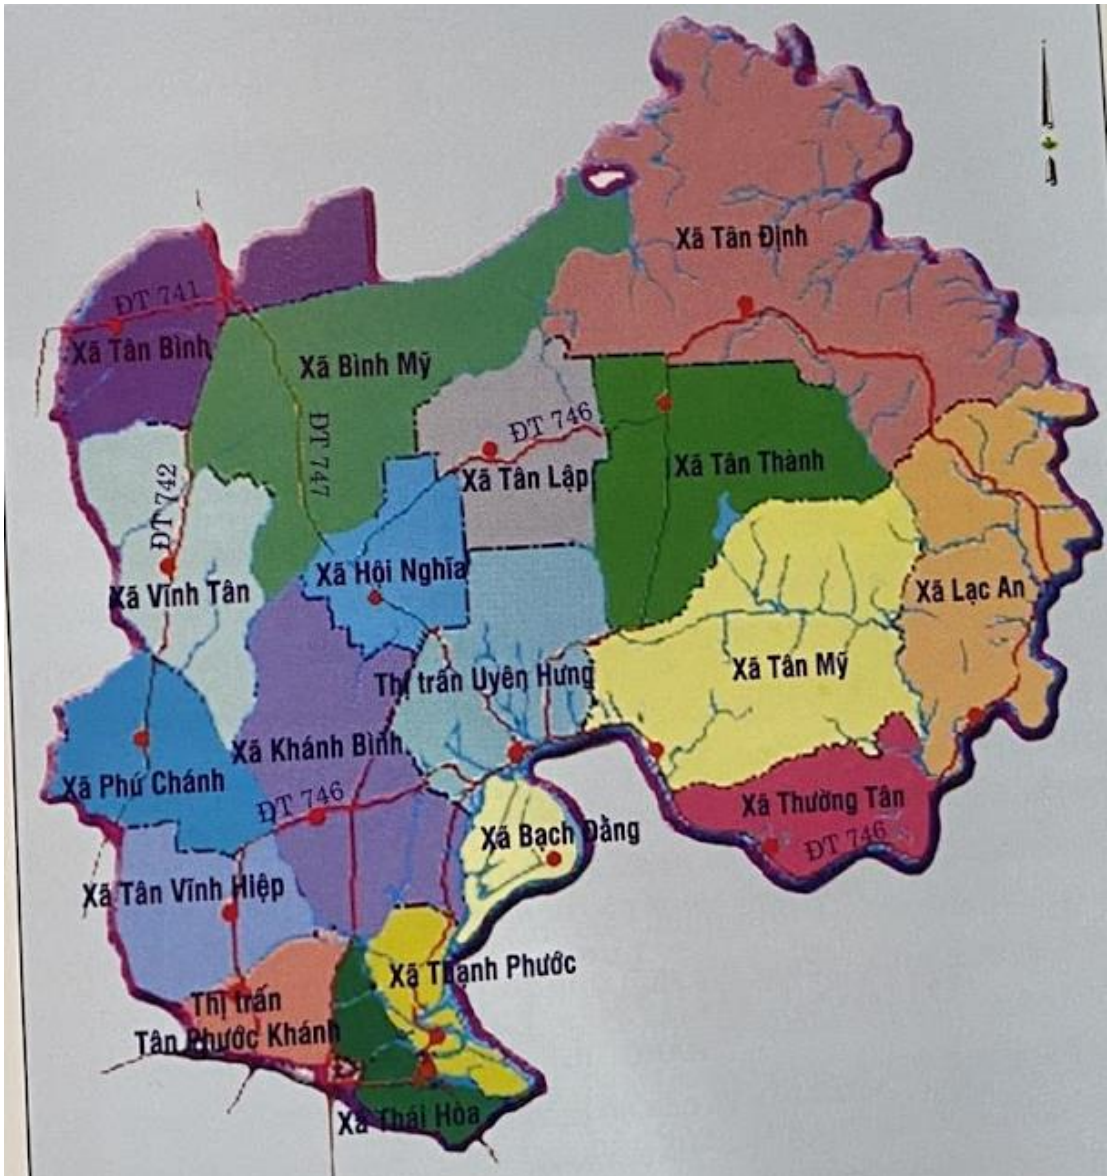 Xã Tân Định
ĐT 741
Xã Tân Bình
Xã Bình Mỹ
ĐT 747
ĐT 746
Xã Tân Lập
Xã Tân Thành
ĐT 742
Xã Hội Nghĩa
Xã Vĩnh Tân
Xã Lạc An
Thị trấn Uyên Hưng
Xã Tân Mỹ
Xã Khánh Bình
Xã Phú Chánh
ĐT 746
Xã Thường Tân
ĐT 746
Xã Bạch Đằng
Xã Tân Vĩnh Hiệp
Xã Thạnh Phước
Thị trấn
Tân Phước Khánh
Xã Thái Hòa